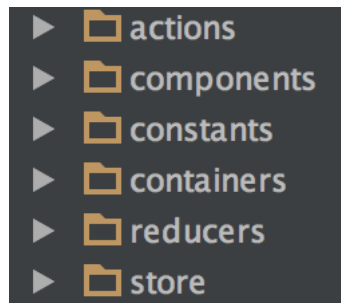 actions
components
constants
containers
reducers
store